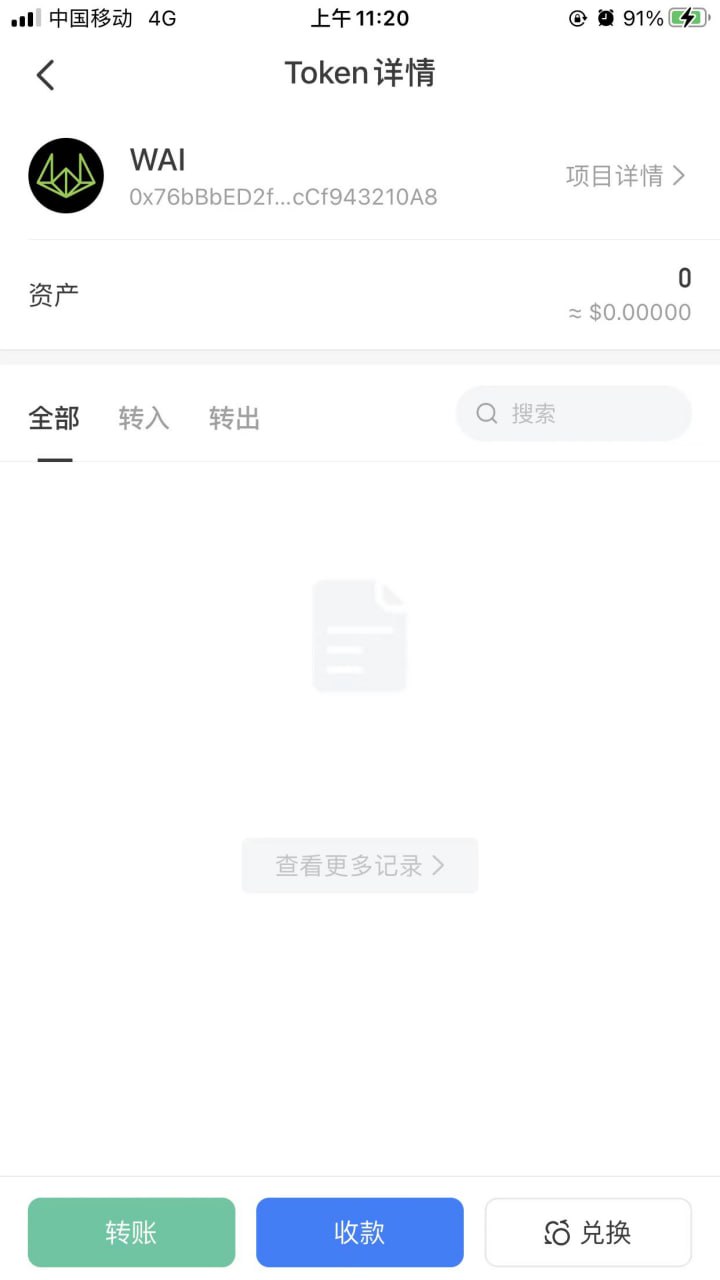 中国移动 4G 上午11:20 91%
Token详情
WAI
0x76bBbED2f...cCf943210A8
项目详情
资产
0
≈ $0.00000
全部 转入 转出 搜索
查看更多记录
转账 收款 兑换